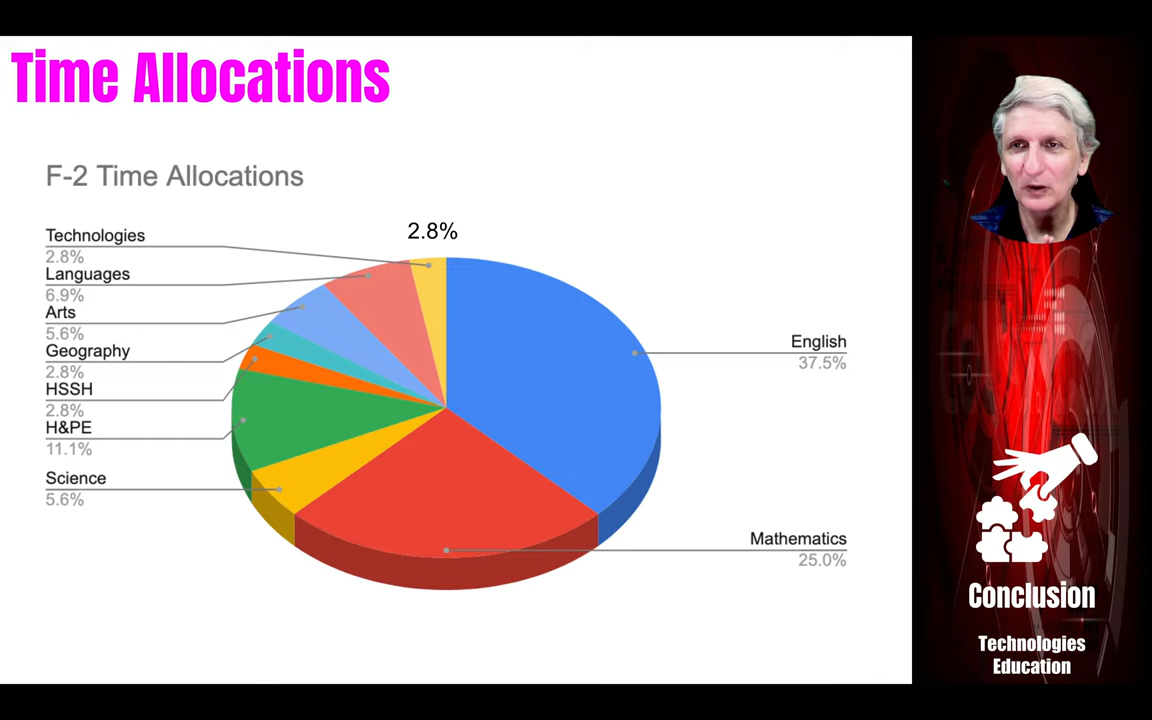 Time Allocations
F-2 Time Allocations
2.8%
Technologies
2.8%
Languages
6.9%
Arts
5.6%
Geography
2.8%
HSSH
2.8%
H&PE
11.1%
Science
5.6%
English
37.5%
Mathematics
25.0%
Conclusion
Technologies
Education